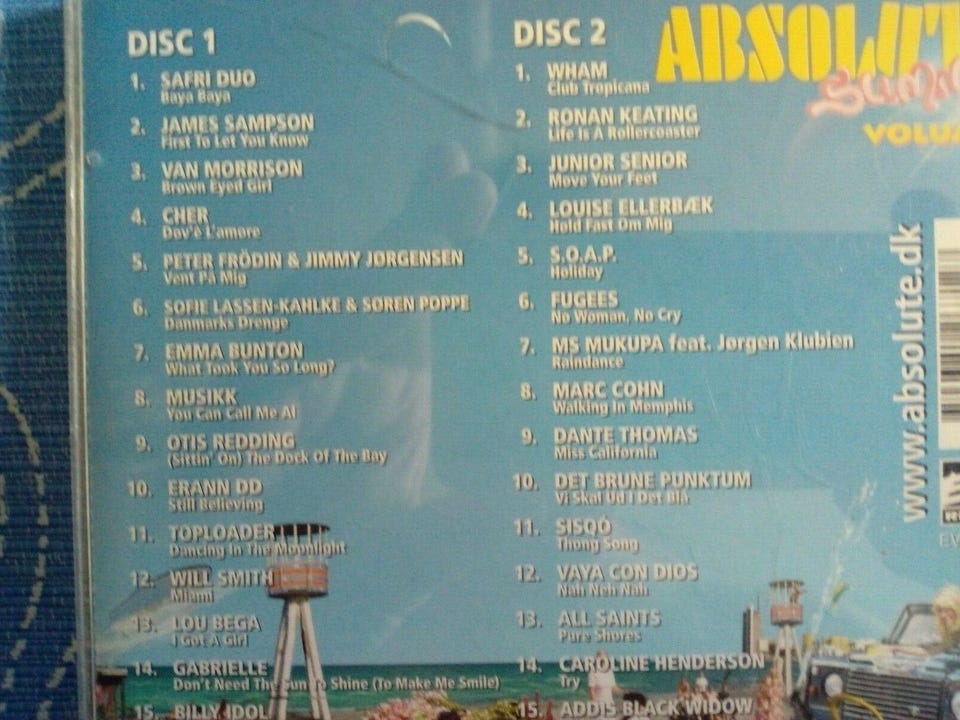 DISC 1
1. SAFRI DUO
Baya Baya
2. JAMES SAMPSON
First To Let You Know
3. VAN MORRISON
Brown Eyed Girl
4. CHER
Dov'è L'amore
5. PETER FRÖDIN & JIMMY JØRGENSEN
Vent På Mig
6. SOFIE LASSEN-KAHLKE & SØREN POPPE
Danmarks Drenge
7. EMMA BUNTON
What Took You So Long?
8. MUSIKK
You Can Call Me Al
9. OTIS REDDING
(Sittin' On) The Dock Of The Bay
10. ERANN DD
Still Believing
11. TOPLOADER
Dancing In The Moonlight
12. WILL SMITH
Miami
13. LOU BEGA
I Got A Girl
14. GABRIELLE
Don't Need The Sun To Shine (To Make Me Smile)
15. BILLY IDOL
DISC 2
1. WHAM
Club Tropicana
2. RONAN KEATING
Life Is A Rollercoaster
3. JUNIOR SENIOR
Move Your Feet
4. LOUISE ELLERBÆK
Hold Fast Om Mig
5. S.O.A.P.
Holiday
6. FUGEES
No Woman, No Cry
7. MS MUKUPA feat. Jørgen Klubien
Raindance
8. MARC COHN
Walking In Memphis
9. DANTE THOMAS
Miss California
10. DET BRUNE PUNKTUM
Vi Skal Ud I Det Blå
11. SISQÓ
Thong Song
12. VAYA CON DIOS
Nah Neh Nah
13. ALL SAINTS
Pure Shores
14. CAROLINE HENDERSON
Try
15. ADDIS BLACK WIDOW
ABSOLUT
SUMM
VOLU
www.absolute.dk
EV